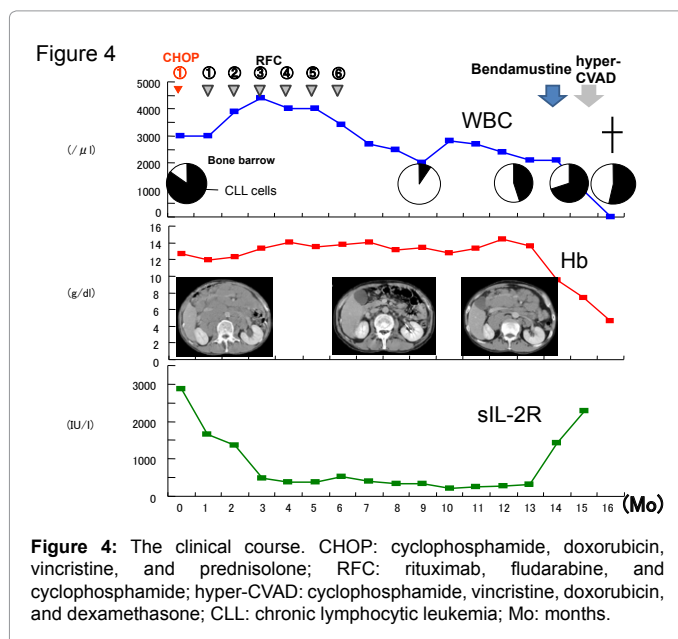 Figure 4
CHOP
RFC
① ① ② ③ ④ ⑤ ⑥
Bendamustine
hyper-
CVAD
5000
4000
3000
2000
1000
0
(/μl)
WBC
Bone barrow
CLL cells
16
14
12
10
8
6
4
2
0
(g/dl)
Hb
3000
2000
1000
0
(IU/l)
sIL-2R
0 1 2 3 4 5 6 7 8 9 10 11 12 13 14 15 16 (Mo)
Figure 4: The clinical course. CHOP: cyclophosphamide, doxorubicin,
vincristine, and prednisolone; RFC: rituximab, fludarabine, and
cyclophosphamide; hyper-CVAD: cyclophosphamide, vincristine, doxorubicin,
and dexamethasone; CLL: chronic lymphocytic leukemia; Mo: months.